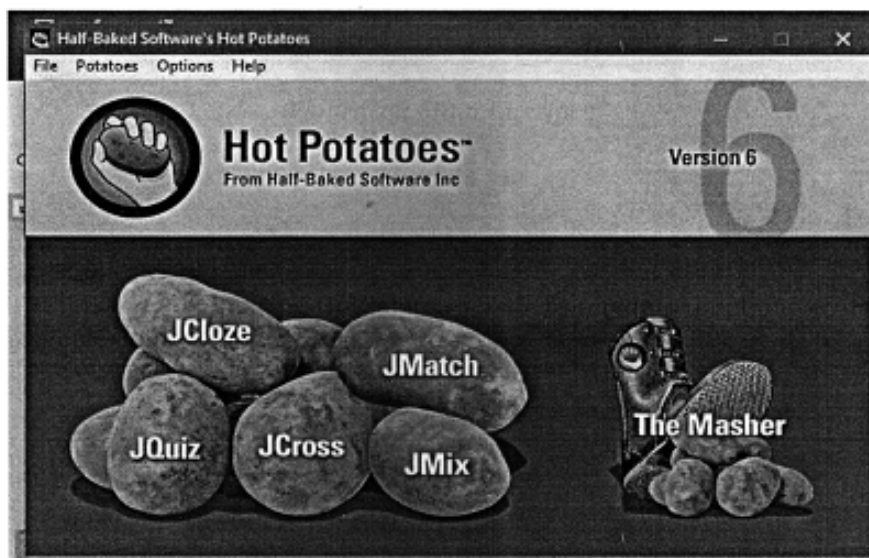 Half-Baked Software's Hot Potatoes
File Potatoes Options Help
Hot Potatoes™
From Half-Baked Software Inc
Version 6
6
JCloze
JMatch
JQuiz
JCross
JMix
The Masher